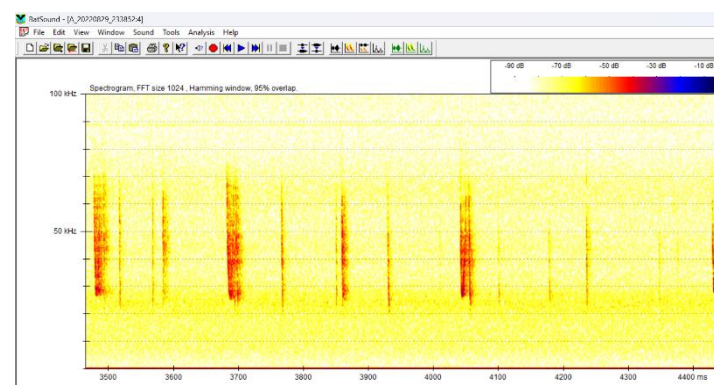 BatSound - [A_20220829_213852:4]
File Edit View Window Sound Tools Analysis Help
-90 dB -70 dB -50 dB -30 dB -10 dB
Spectrogram, FFT size 1024, Hamming window, 95% overlap.
100 kHz
50 kHz
3500 3600 3700 3800 3900 4000 4100 4200 4300 4400 ms